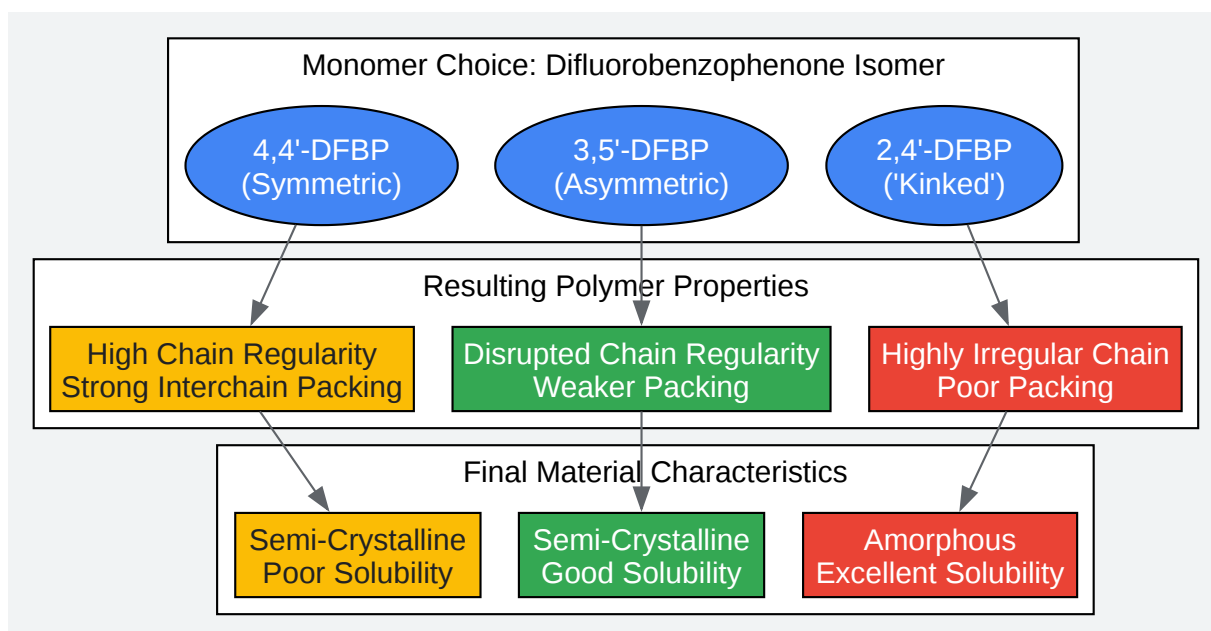 Monomer Choice: Difluorobenzophenone Isomer
4,4'-DFBP
(Symmetric)
3,5'-DFBP
(Asymmetric)
2,4'-DFBP
('Kinked')
Resulting Polymer Properties
High Chain Regularity
Strong Interchain Packing
Disrupted Chain Regularity
Weaker Packing
Highly Irregular Chain
Poor Packing
Final Material Characteristics
Semi-Crystalline
Poor Solubility
Semi-Crystalline
Good Solubility
Amorphous
Excellent Solubility